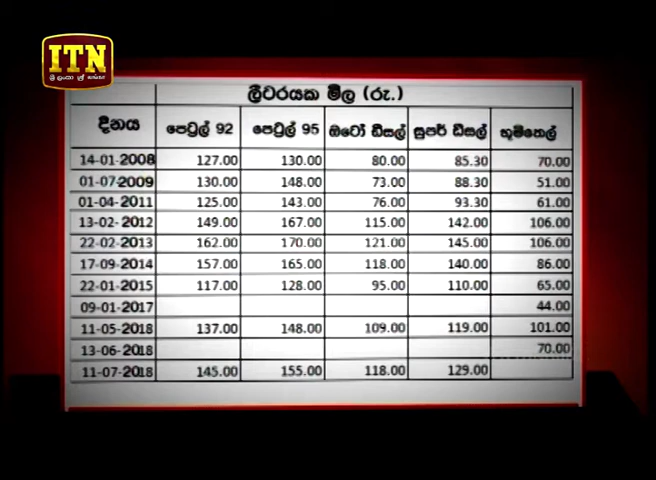 ITN
ශ්‍රී ලංකා ශ්‍රී ලංකා
ලීටරයක මිල (රු.)
දිනය පෙට්‍රල් 92 පෙට්‍රල් 95 ඔටෝ ඩීසල් සුපර් ඩීසල් භූමිතෙල්
14-01-2008 127.00 130.00 80.00 85.30 70.00
01-07-2009 130.00 148.00 73.00 88.30 51.00
01-04-2011 125.00 143.00 76.00 93.30 61.00
13-02-2012 149.00 167.00 115.00 142.00 106.00
22-02-2013 162.00 170.00 121.00 145.00 106.00
17-09-2014 157.00 165.00 118.00 140.00 86.00
22-01-2015 117.00 128.00 95.00 110.00 65.00
09-01-2017 44.00
11-05-2018 137.00 148.00 109.00 119.00 101.00
13-06-2018 70.00
11-07-2018 145.00 155.00 118.00 129.00